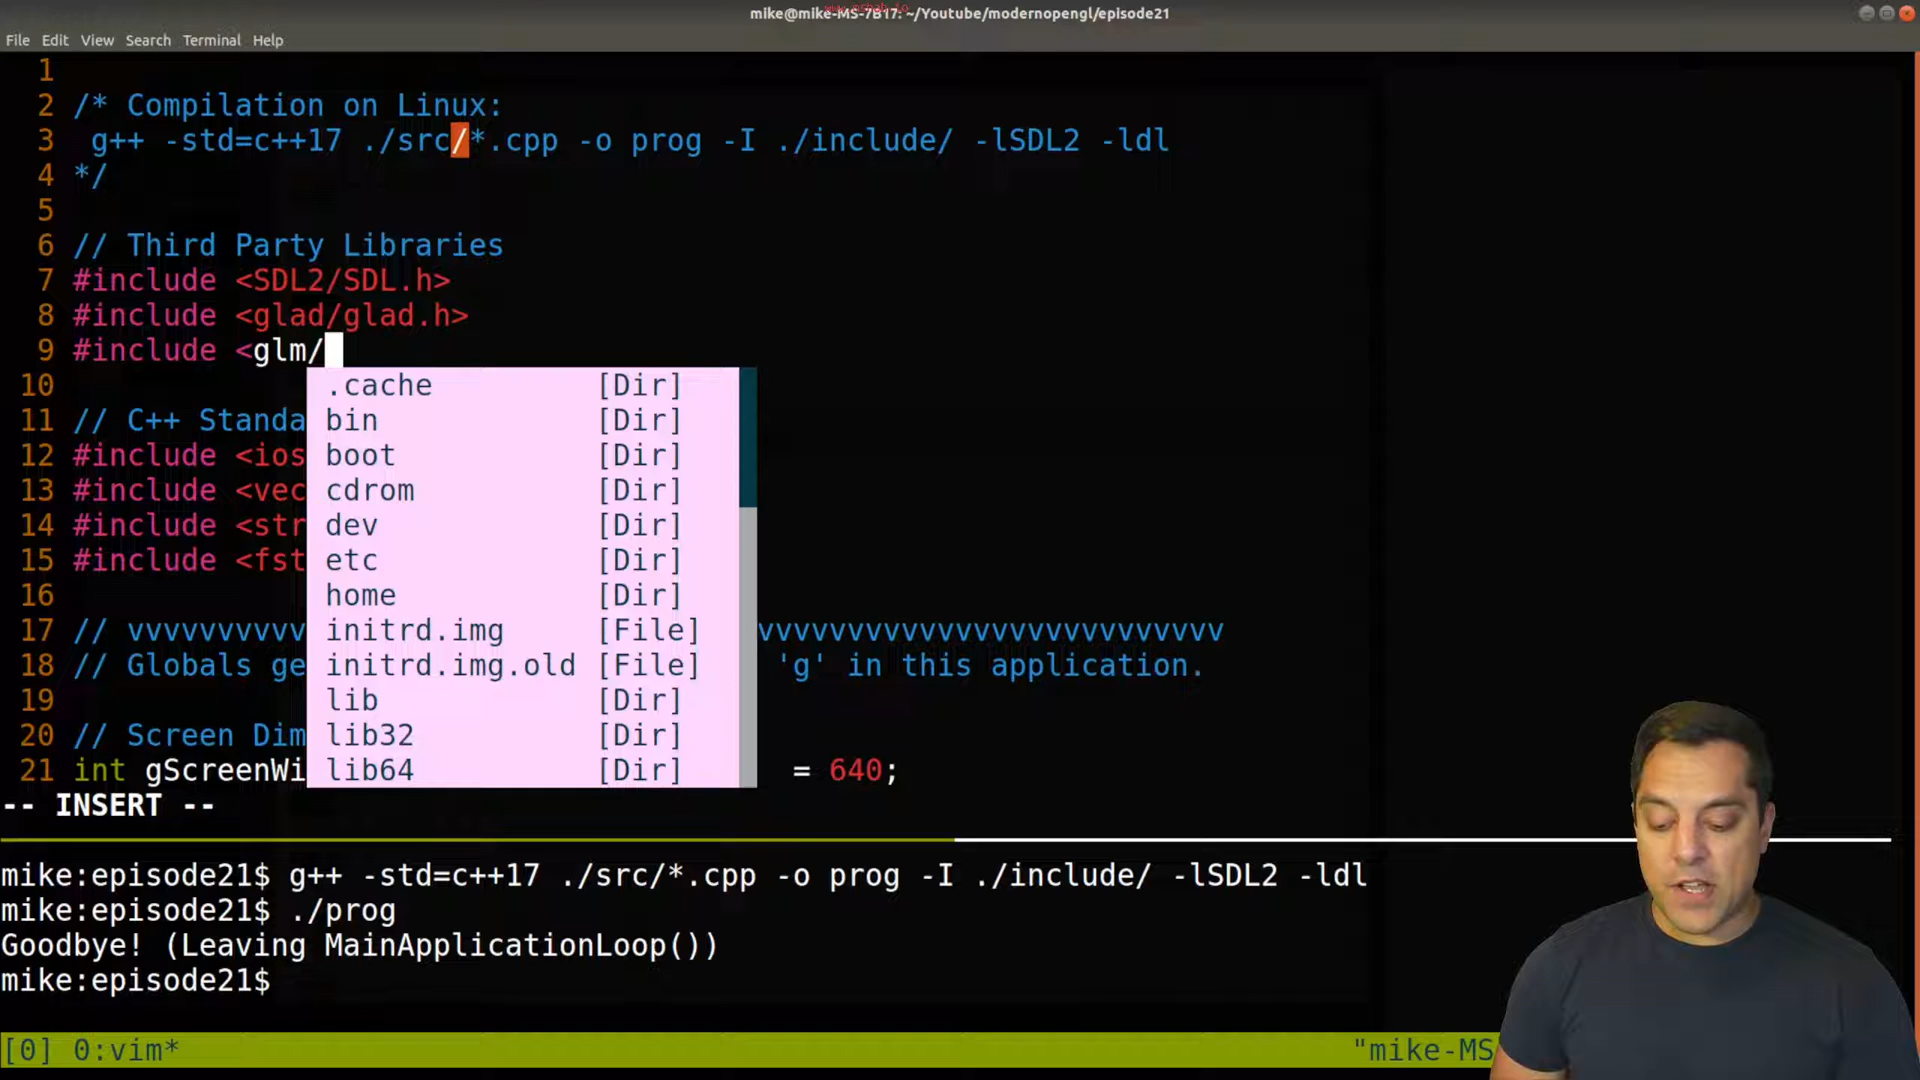 mike@mike-MS-7B17: ~/Youtube/modernopengl/episode21
File Edit View Search Terminal Help
1
2 /* Compilation on Linux:
3 g++ -std=c++17 ./src/*.cpp -o prog -I ./include/ -lSDL2 -ldl
4 */
5
6 // Third Party Libraries
7 #include <SDL2/SDL.h>
8 #include <glad/glad.h>
9 #include <glm/
.cache [Dir]
bin [Dir]
boot [Dir]
cdrom [Dir]
dev [Dir]
etc [Dir]
home [Dir]
initrd.img [File]
initrd.img.old [File]
lib [Dir]
lib32 [Dir]
lib64 [Dir]
10
11 // C++ Standa
12 #include <ios
13 #include <vec
14 #include <str
15 #include <fst
16
17 // vvvvvvvvvv vvvvvvvvvvvvvvvvvvvvvvvvvv
18 // Globals ge 'g' in this application.
19
20 // Screen Dim
21 int gScreenWi = 640;
-- INSERT --
mike:episode21$ g++ -std=c++17 ./src/*.cpp -o prog -I ./include/ -lSDL2 -ldl
mike:episode21$ ./prog
Goodbye! (Leaving MainApplicationLoop())
mike:episode21$
[0] 0:vim* "mike-MS